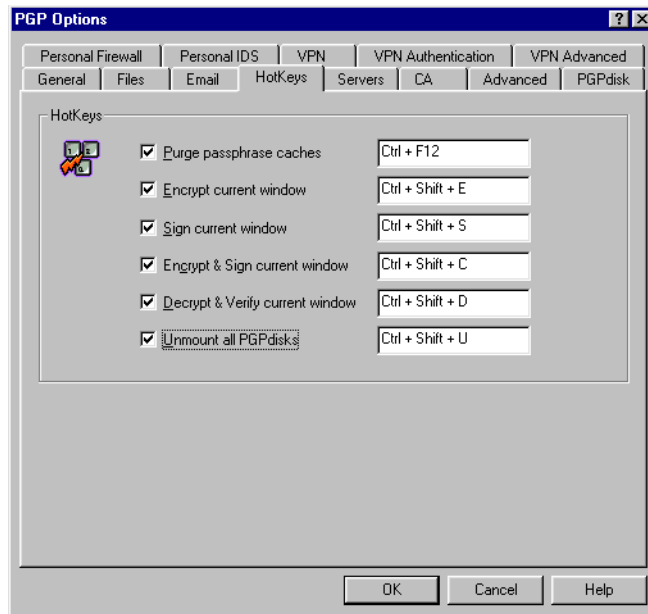 PGP Options
Personal Firewall Personal IDS VPN VPN Authentication VPN Advanced
General Files Email HotKeys Servers CA Advanced PGPdisk
HotKeys
Purge passphrase caches Ctrl + F12
Encrypt current window Ctrl + Shift + E
Sign current window Ctrl + Shift + S
Encrypt & Sign current window Ctrl + Shift + C
Decrypt & Verify current window Ctrl + Shift + D
Unmount all PGPdisks Ctrl + Shift + U
OK Cancel Help